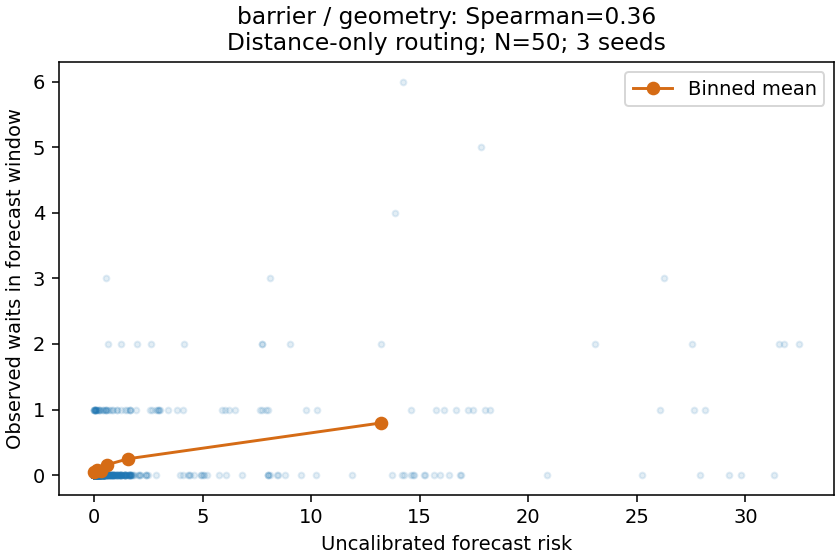 barrier / geometry: Spearman=0.36
Distance-only routing; N=50; 3 seeds
Binned mean
Observed waits in forecast window
6
5
4
3
2
1
0
0 5 10 15 20 25 30
Uncalibrated forecast risk